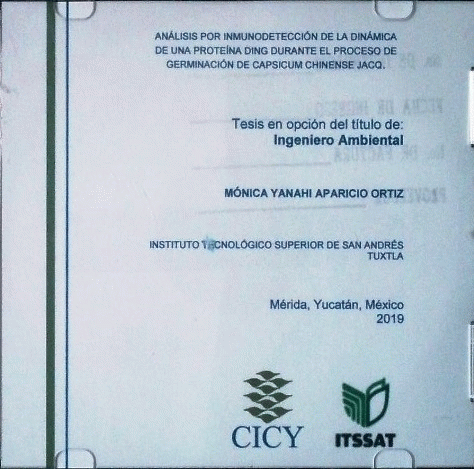 ANÁLISIS POR INMUNODETECCIÓN DE LA DINÁMICA
DE UNA PROTEÍNA DING DURANTE EL PROCESO DE
GERMINACIÓN DE CAPSICUM CHINENSE JACQ.
Tesis en opción del título de:
Ingeniero Ambiental
MÓNICA YANAHI APARICIO ORTIZ
INSTITUTO TECNOLÓGICO SUPERIOR DE SAN ANDRÉS
TUXTLA
Mérida, Yucatán, México
2019
CICY
ITSSAT